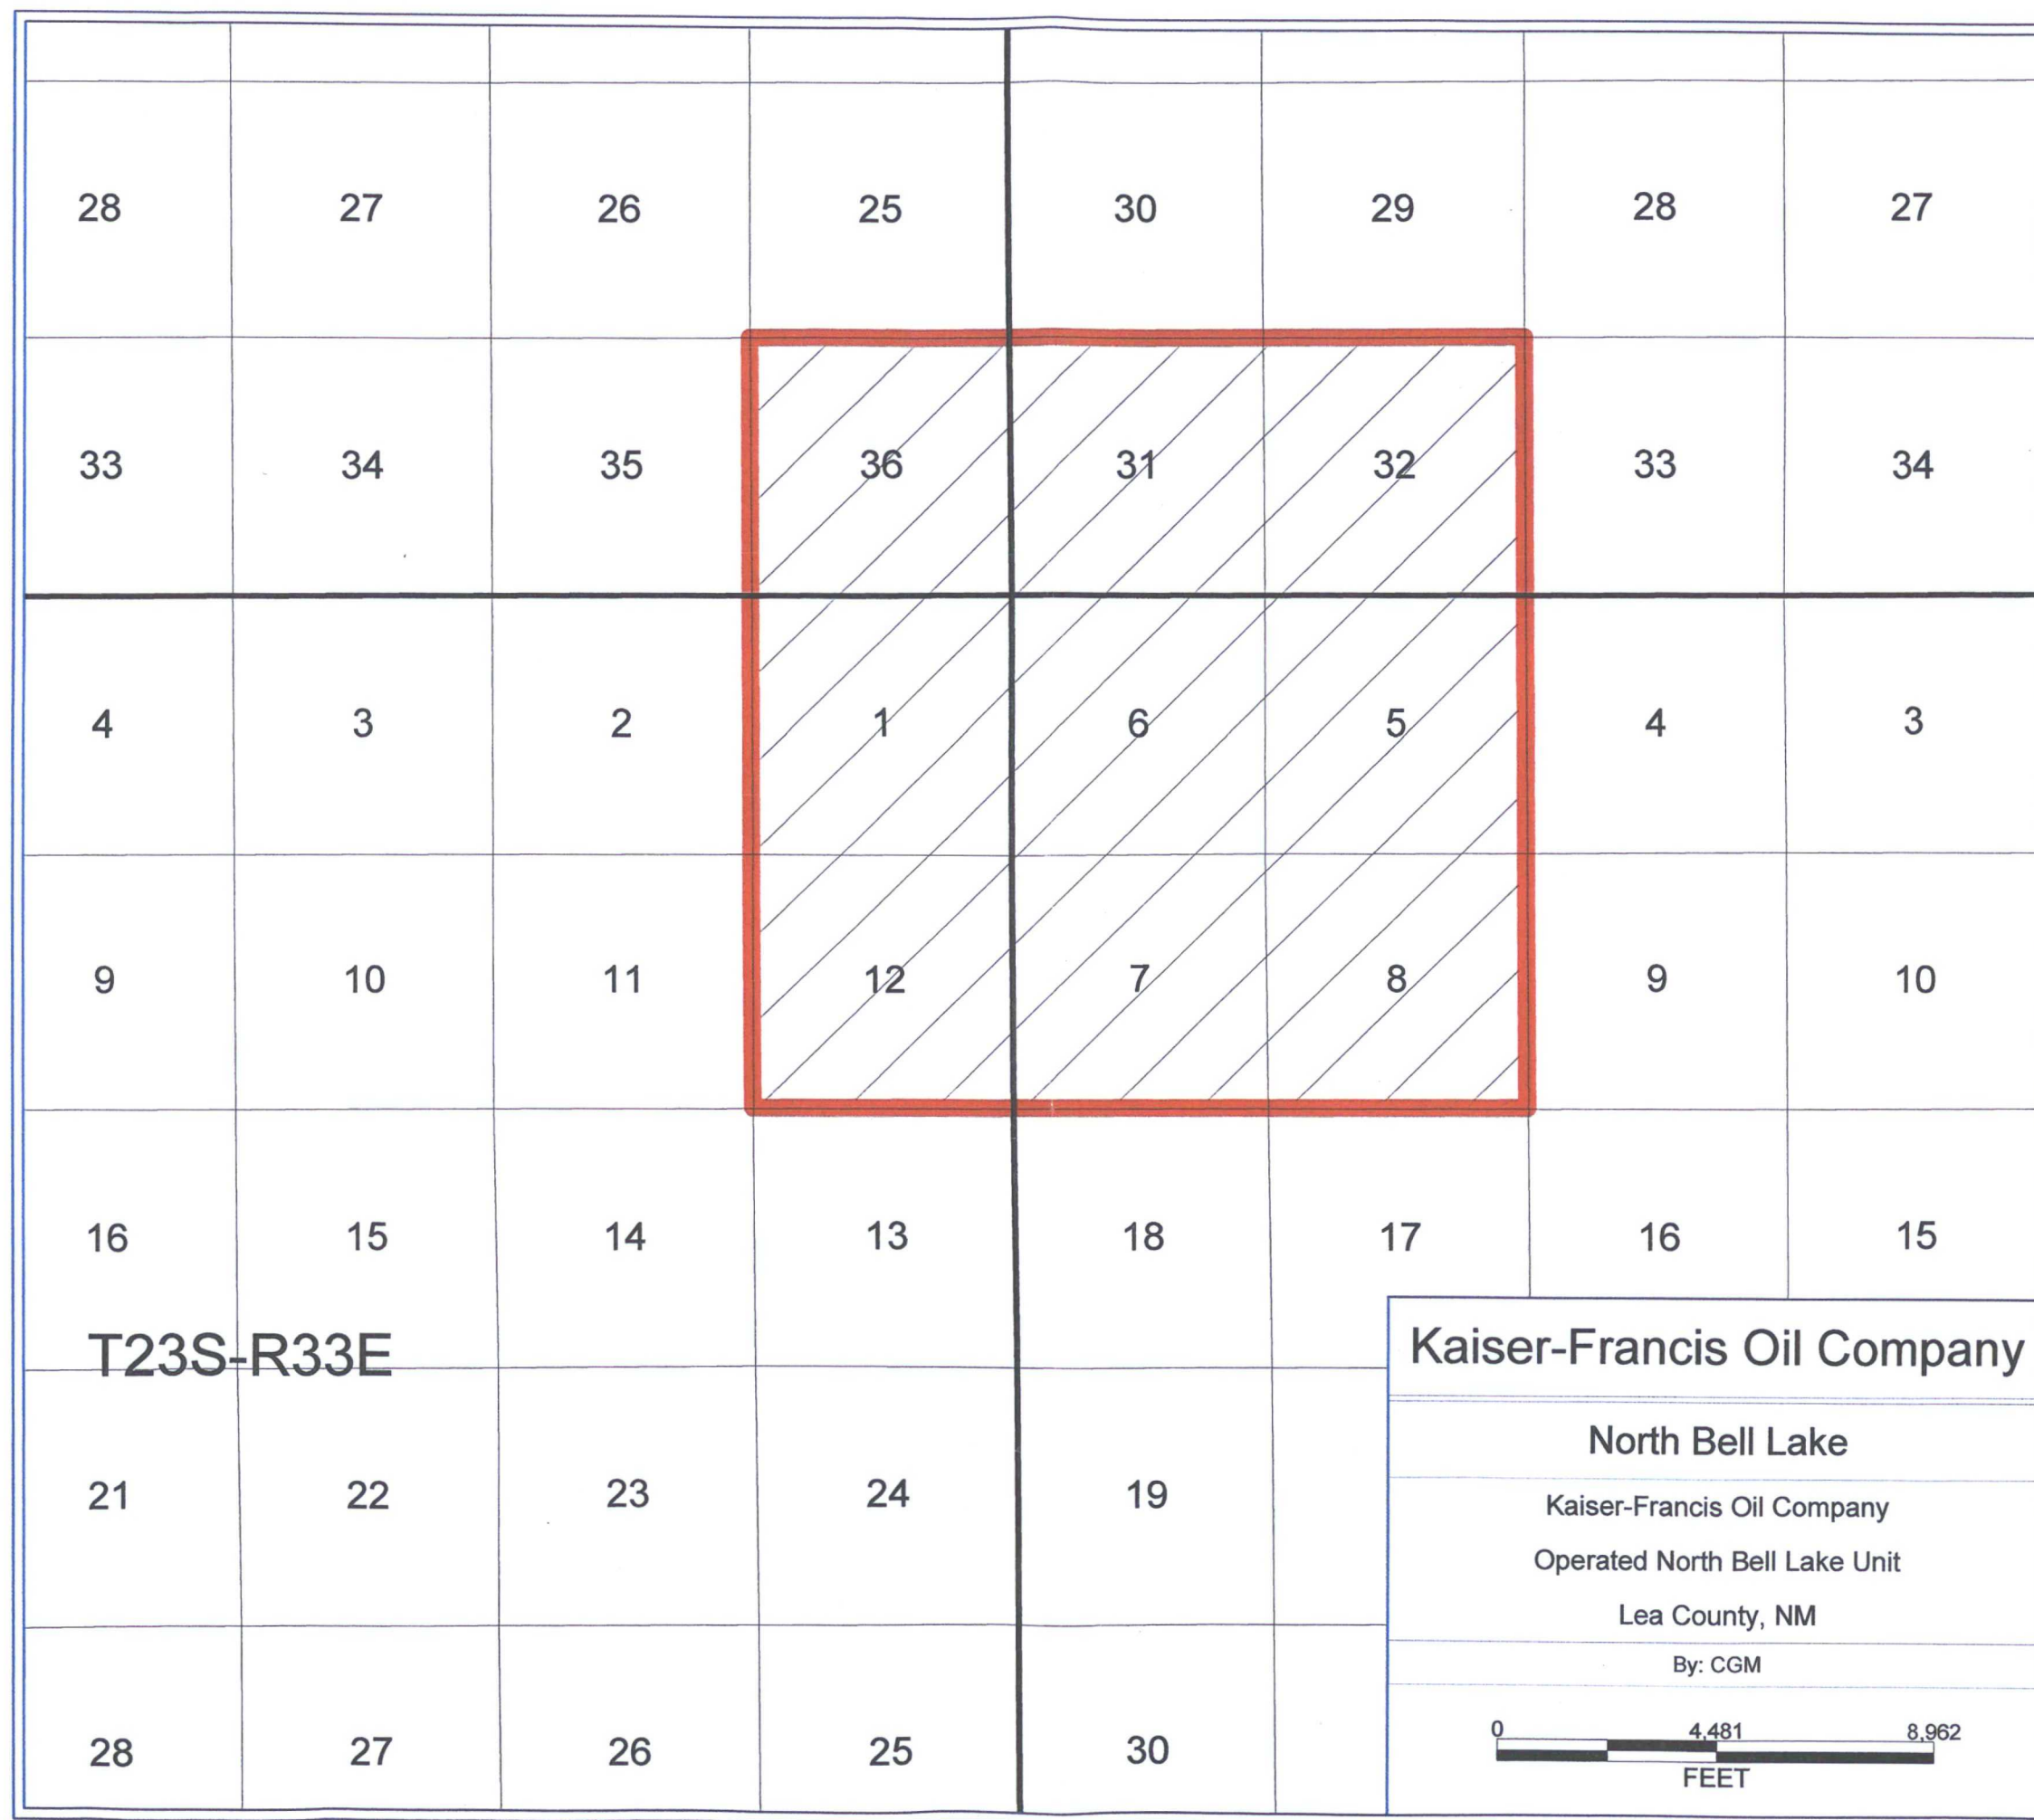 28 27 26 25 30 29 28 27
33 34 35 36 31 32 33 34
4 3 2 1 6 5 4 3
9 10 11 12 7 8 9 10
16 15 14 13 18 17 16 15
T23S-R33E
21 22 23 24 19
28 27 26 25 30
Kaiser-Francis Oil Company
North Bell Lake
Kaiser-Francis Oil Company
Operated North Bell Lake Unit
Lea County, NM
By: CGM
0 4,481 8,962
FEET